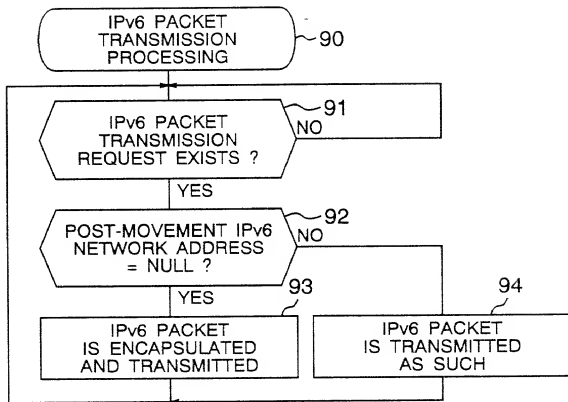 IPv6 PACKET
TRANSMISSION
PROCESSING
90
91
IPv6 PACKET
TRANSMISSION
REQUEST EXISTS ?
NO
YES
92
POST-MOVEMENT IPv6
NETWORK ADDRESS
= NULL ?
NO
YES
93
IPv6 PACKET
IS ENCAPSULATED
AND TRANSMITTED
94
IPv6 PACKET
IS TRANSMITTED
AS SUCH